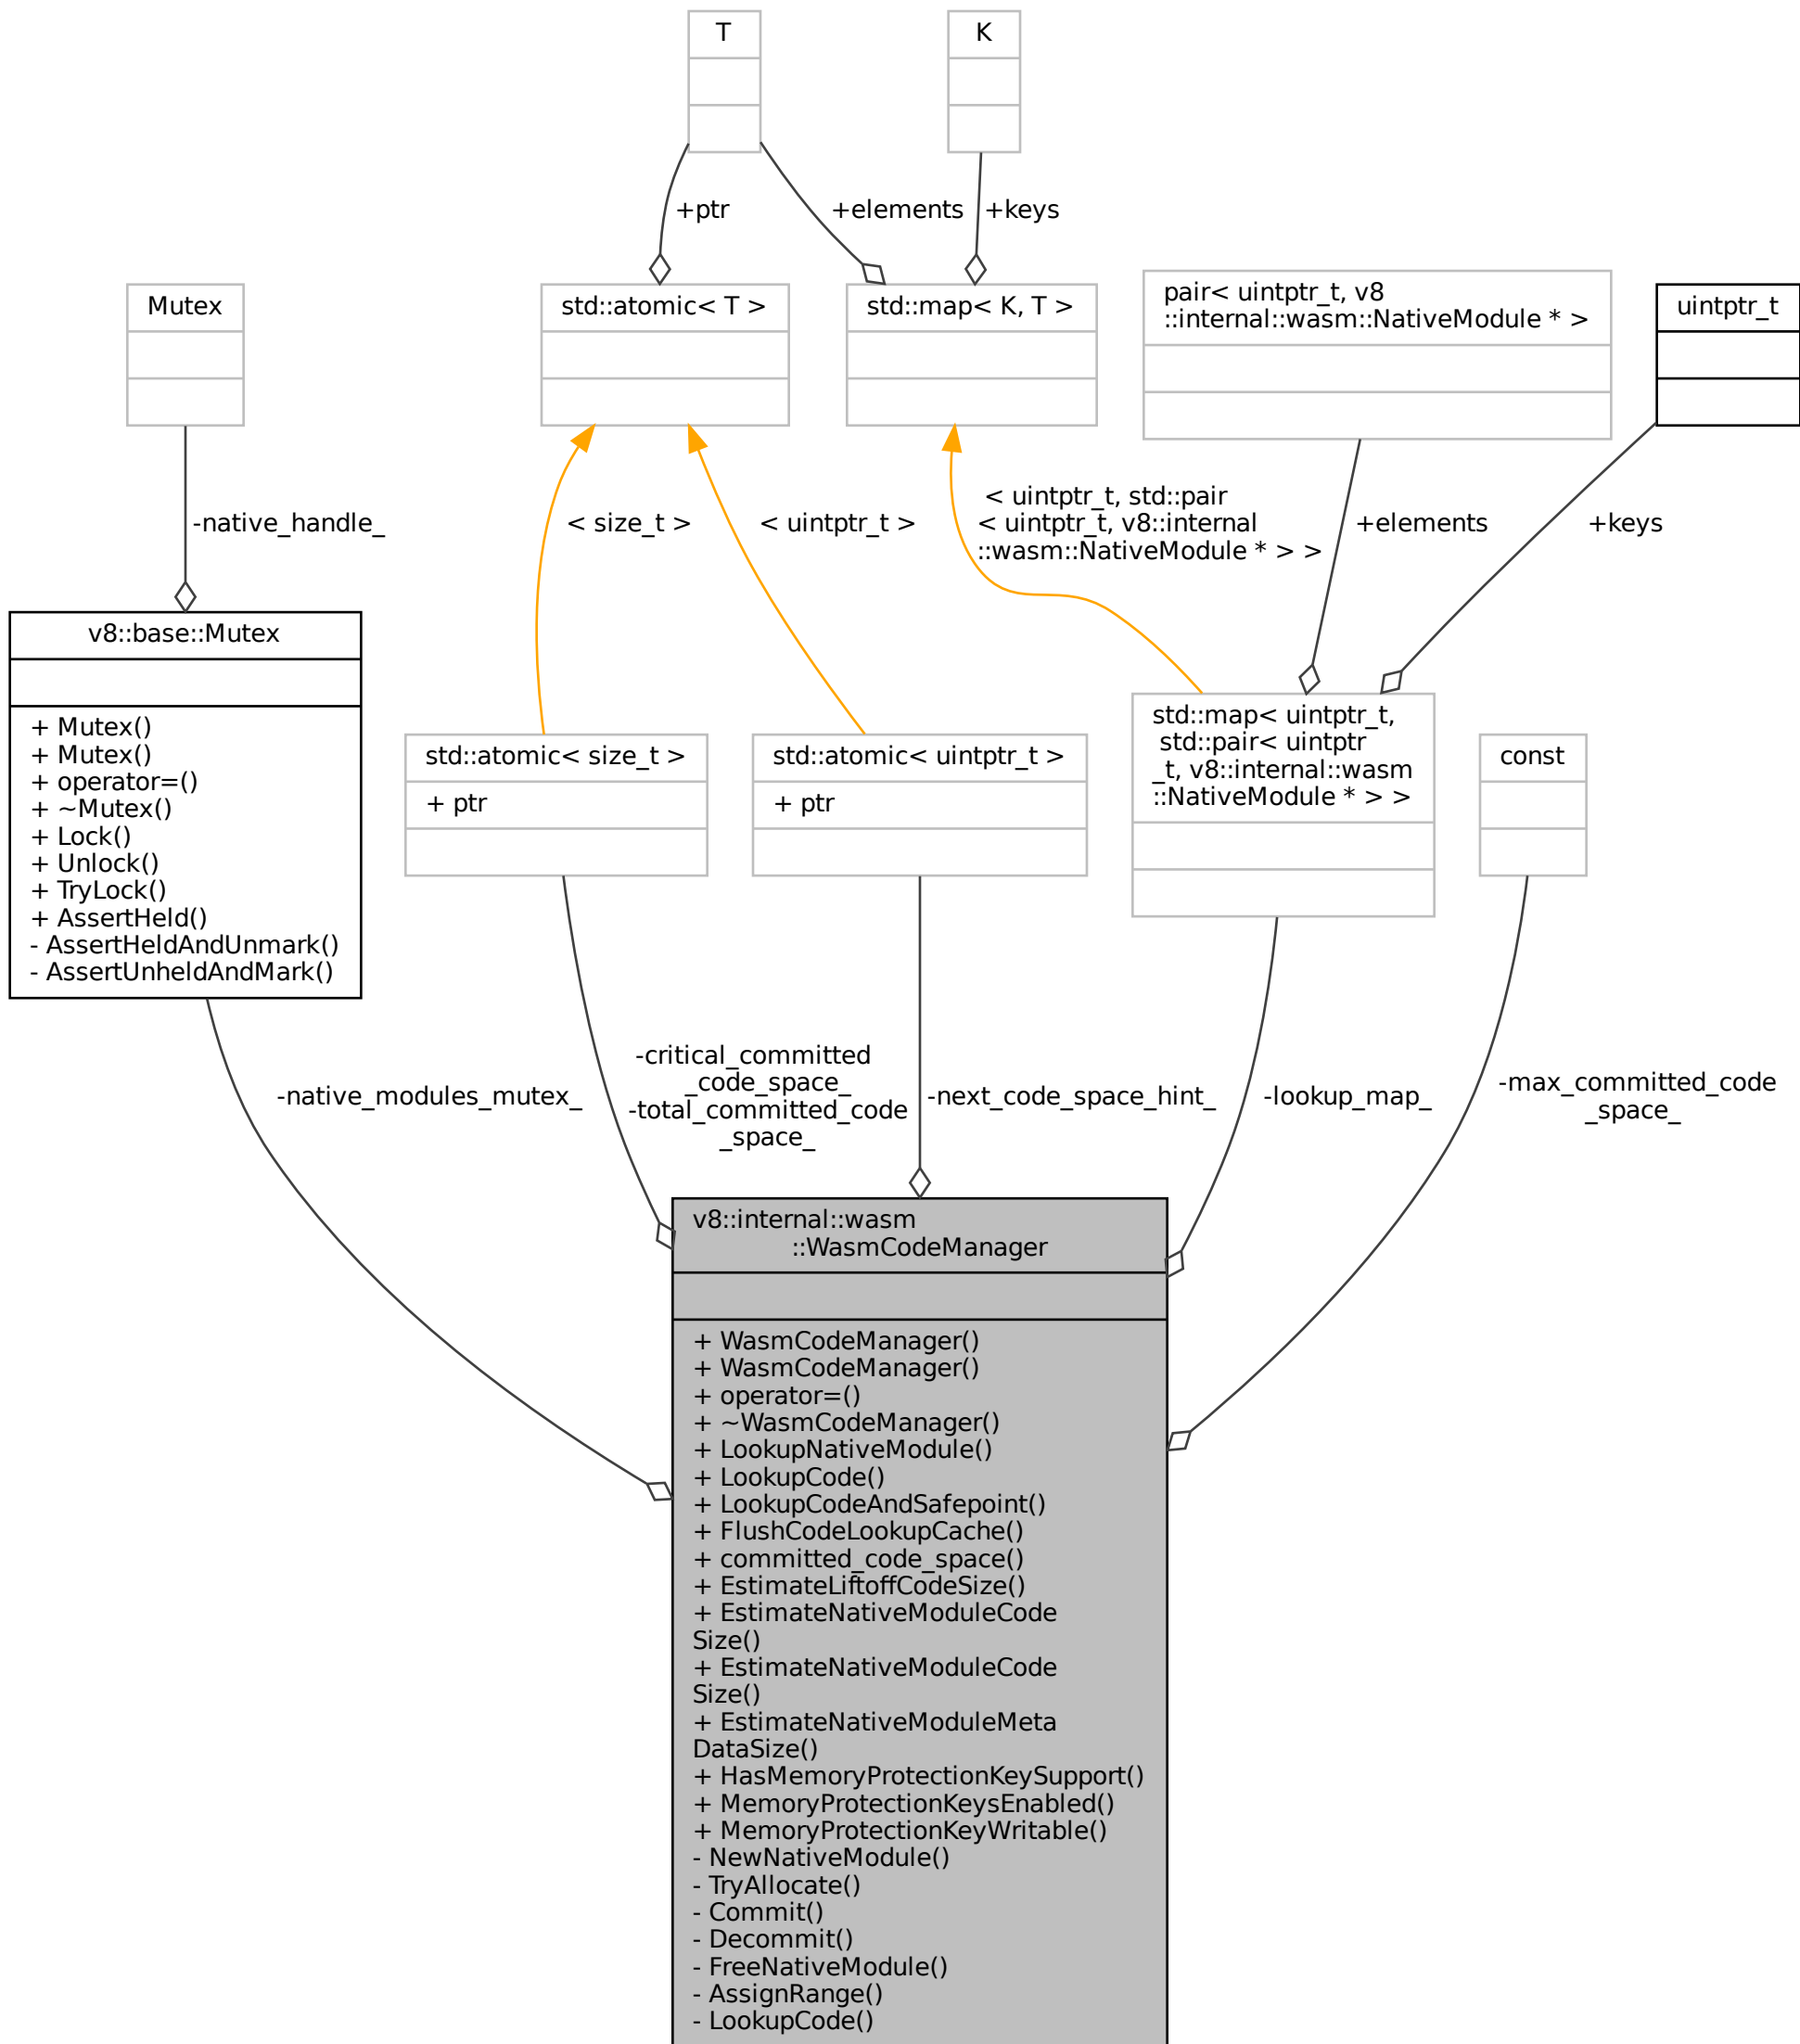 T
K
+ptr
+elements
+keys
Mutex
std::atomic< T >
std::map< K, T >
pair< uintptr_t, v8
::internal::wasm::NativeModule * >
uintptr_t
-native_handle_
< size_t >
< uintptr_t >
< uintptr_t, std::pair
< uintptr_t, v8::internal
::wasm::NativeModule * > >
+elements
+keys
v8::base::Mutex
+ Mutex()
+ Mutex()
+ operator=()
+ ~Mutex()
+ Lock()
+ Unlock()
+ TryLock()
+ AssertHeld()
- AssertHeldAndUnmark()
- AssertUnheldAndMark()
std::atomic< size_t >
+ ptr
std::atomic< uintptr_t >
+ ptr
std::map< uintptr_t,
std::pair< uintptr
_t, v8::internal::wasm
::NativeModule * > >
const
-native_modules_mutex_
-critical_committed
_code_space_
-total_committed_code
_space_
-next_code_space_hint_
-lookup_map_
-max_committed_code
_space_
v8::internal::wasm
::WasmCodeManager
+ WasmCodeManager()
+ WasmCodeManager()
+ operator=()
+ ~WasmCodeManager()
+ LookupNativeModule()
+ LookupCode()
+ LookupCodeAndSafepoint()
+ FlushCodeLookupCache()
+ committed_code_space()
+ EstimateLiftoffCodeSize()
+ EstimateNativeModuleCode
Size()
+ EstimateNativeModuleCode
Size()
+ EstimateNativeModuleMeta
DataSize()
+ HasMemoryProtectionKeySupport()
+ MemoryProtectionKeysEnabled()
+ MemoryProtectionKeyWritable()
- NewNativeModule()
- TryAllocate()
- Commit()
- Decommit()
- FreeNativeModule()
- AssignRange()
- LookupCode()